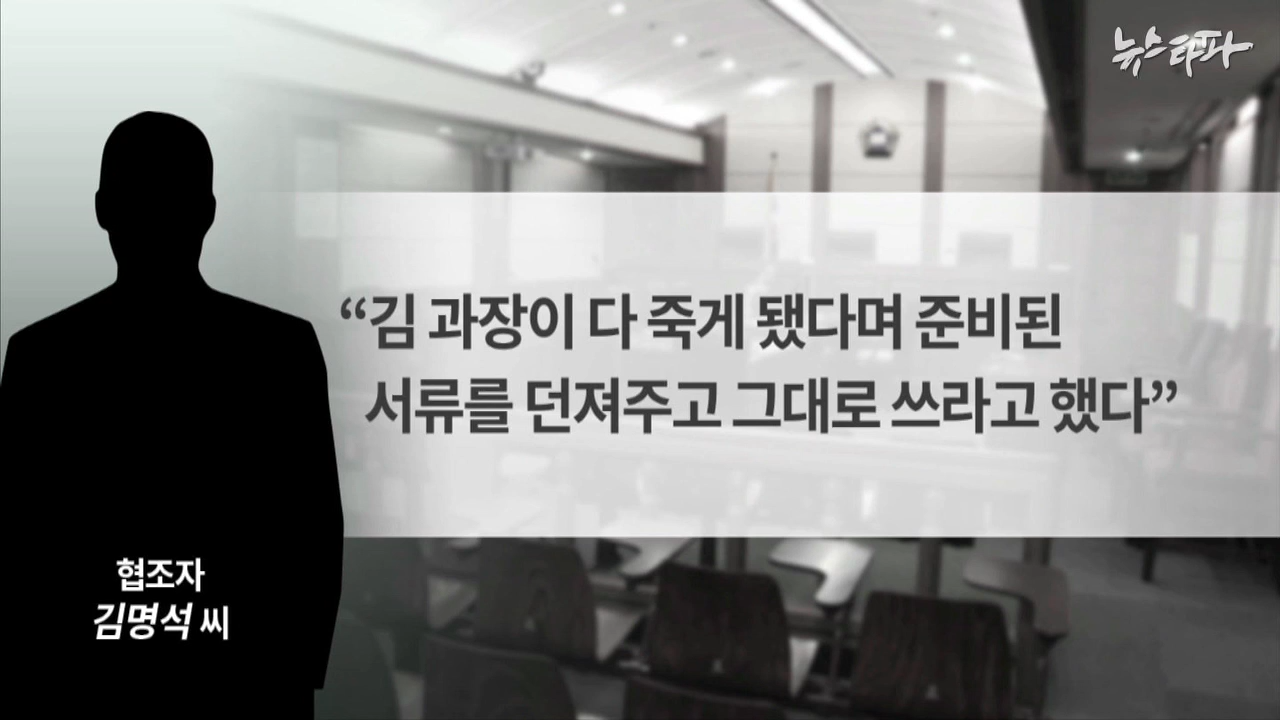 뉴스타파
“김 과장이 다 죽게 됐다며 준비된
서류를 던져주고 그대로 쓰라고 했다”
협조자
김명석 씨